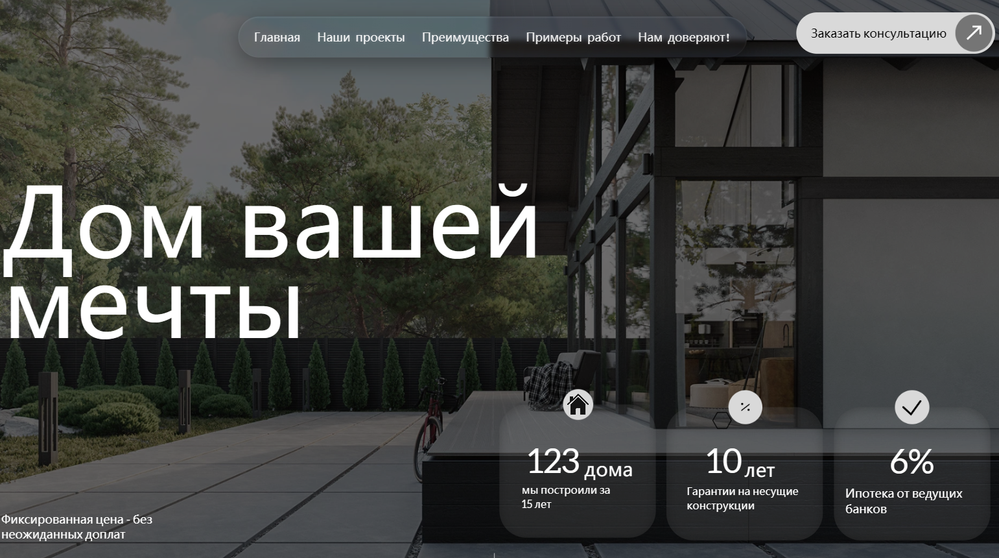 Главная Наши проекты Преимущества Примеры работ Нам доверяют!
Заказать консультацию
Дом вашей
мечты
123 дома
мы построили за
15 лет
10 лет
Гарантии на несущие
конструкции
6%
Ипотека от ведущих
банков
Фиксированная цена - без
неожиданных доплат